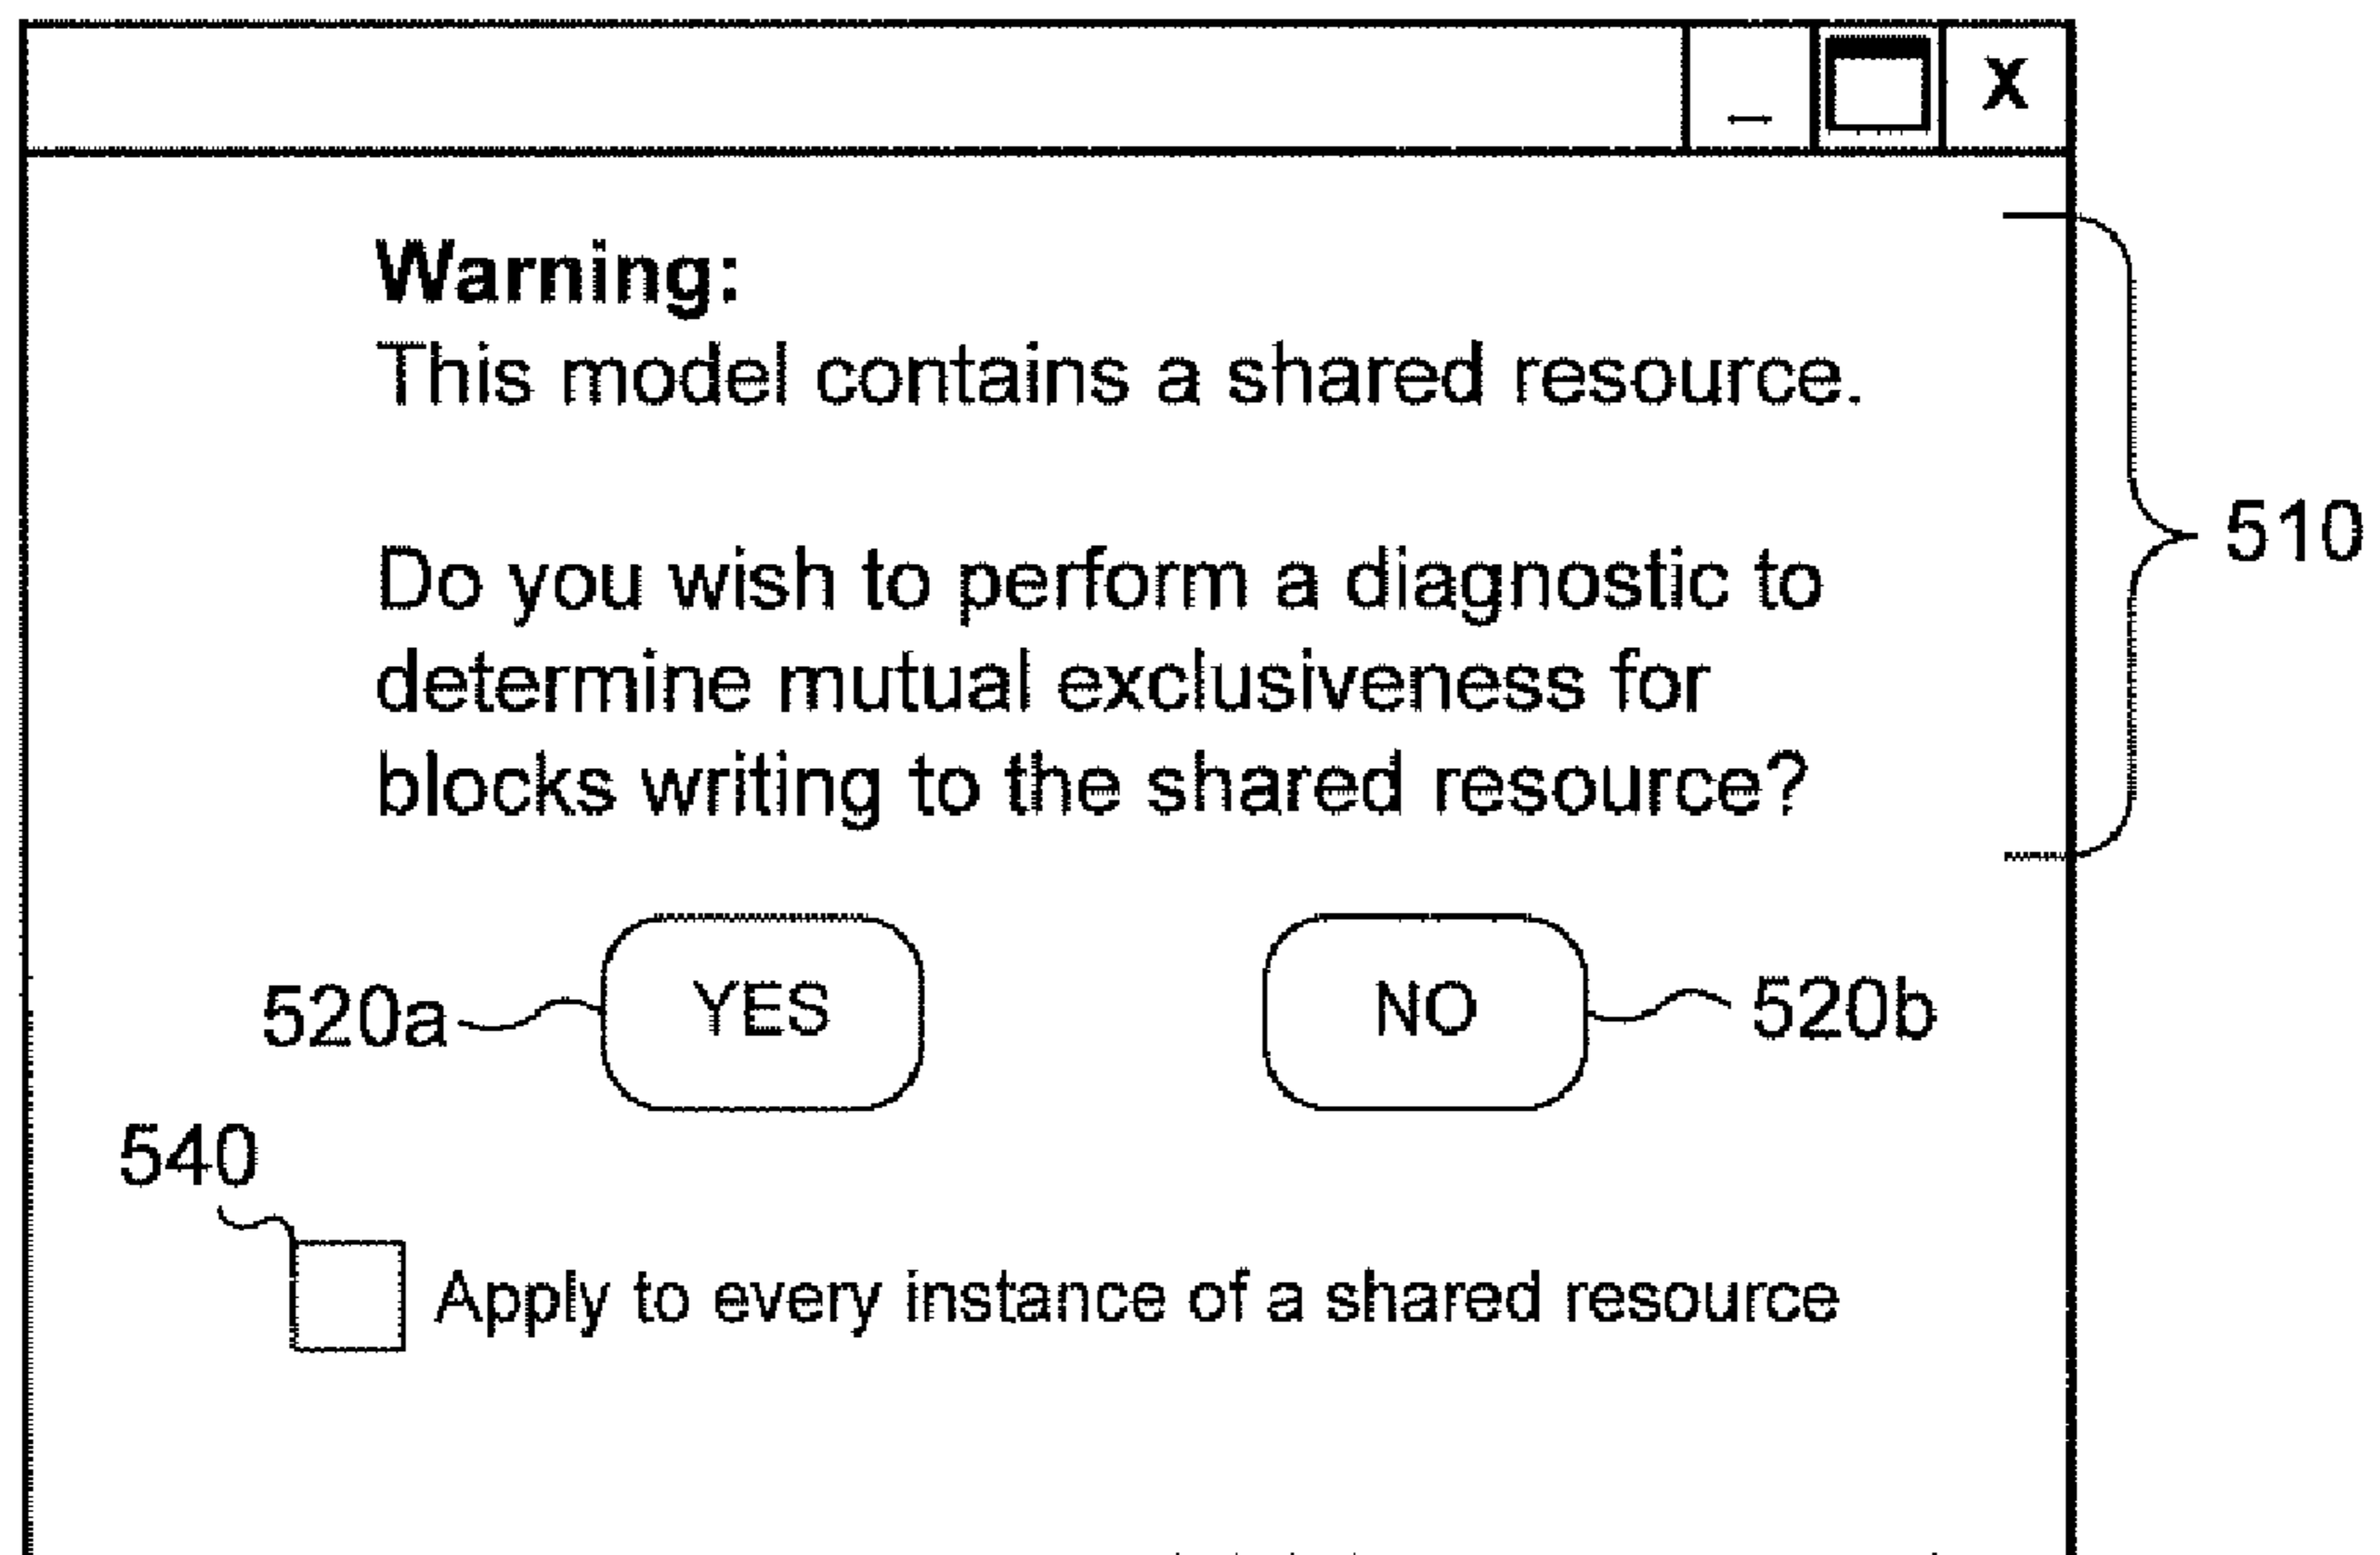 _ X
Warning:
This model contains a shared resource.
510
Do you wish to perform a diagnostic to
determine mutual exclusiveness for
blocks writing to the shared resource?
520a YES NO 520b
540
Apply to every instance of a shared resource